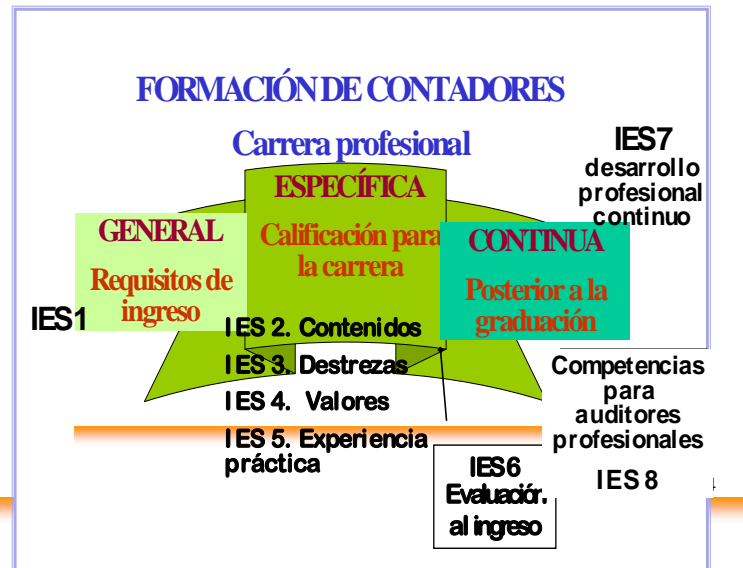 FORMACIÓN DE CONTADORES
Carrera profesional
IES7
desarrollo
profesional
continuo
ESPECÍFICA
Calificación para
la carrera
GENERAL
Requisitos de
ingreso
IES1
CONTINUA
Posterior a la
graduación
IES 2. Contenidos
IES 3. Destrezas
IES 4. Valores
IES 5. Experiencia
práctica
IES6
Evaluación
al ingreso
Competencias
para
auditores
profesionales
IES 8